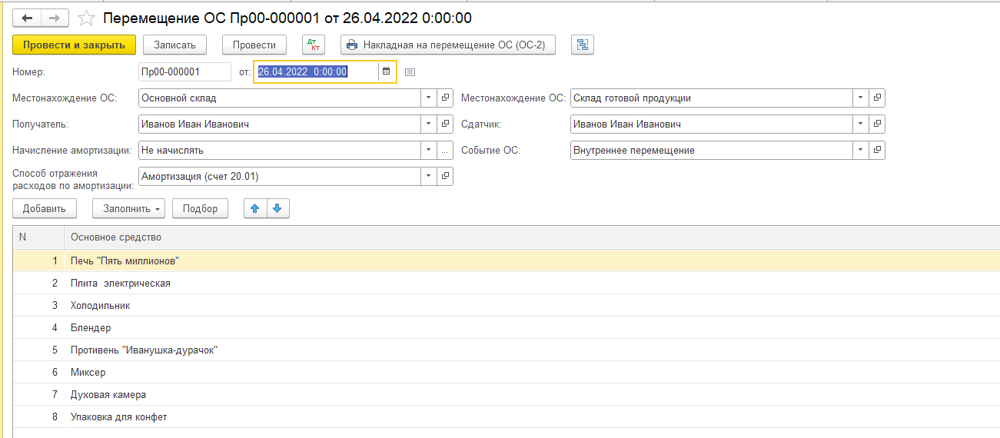 Перемещение ОС Пр00-000001 от 26.04.2022 0:00:00
Провести и закрыть Записать Провести Дт Кт Накладная на перемещение ОС (ОС-2)
Номер: Пр00-000001 от: 26.04.2022 0:00:00
Местонахождение ОС: Основной склад Местонахождение ОС: Склад готовой продукции
Получатель: Иванов Иван Иванович Сдатчик: Иванов Иван Иванович
Начисление амортизации: Не начислять ... Событие ОС: Внутреннее перемещение
Способ отражения
расходов по амортизации: Амортизация (счет 20.01)
Добавить Заполнить Подбор
N Основное средство
1 Печь "Пять миллионов"
2 Плита электрическая
3 Холодильник
4 Блендер
5 Противень "Иванушка-дурачок"
6 Миксер
7 Духовая камера
8 Упаковка для конфет